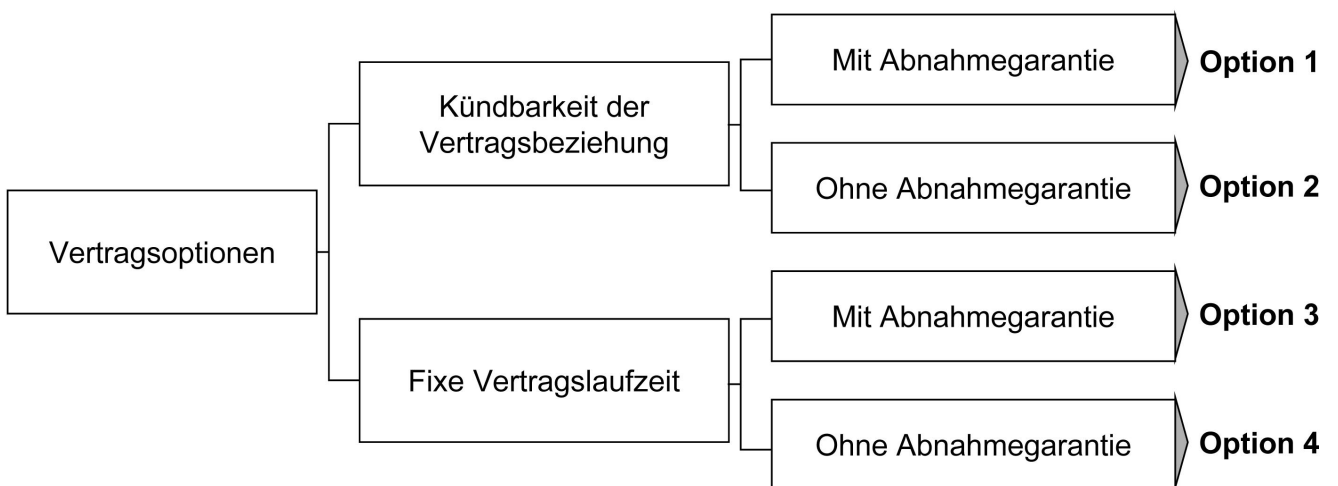 Mit Abnahmegarantie
Option 1
Kündbarkeit der
Vertragsbeziehung
Ohne Abnahmegarantie
Option 2
Vertragsoptionen
Mit Abnahmegarantie
Option 3
Fixe Vertragslaufzeit
Ohne Abnahmegarantie
Option 4